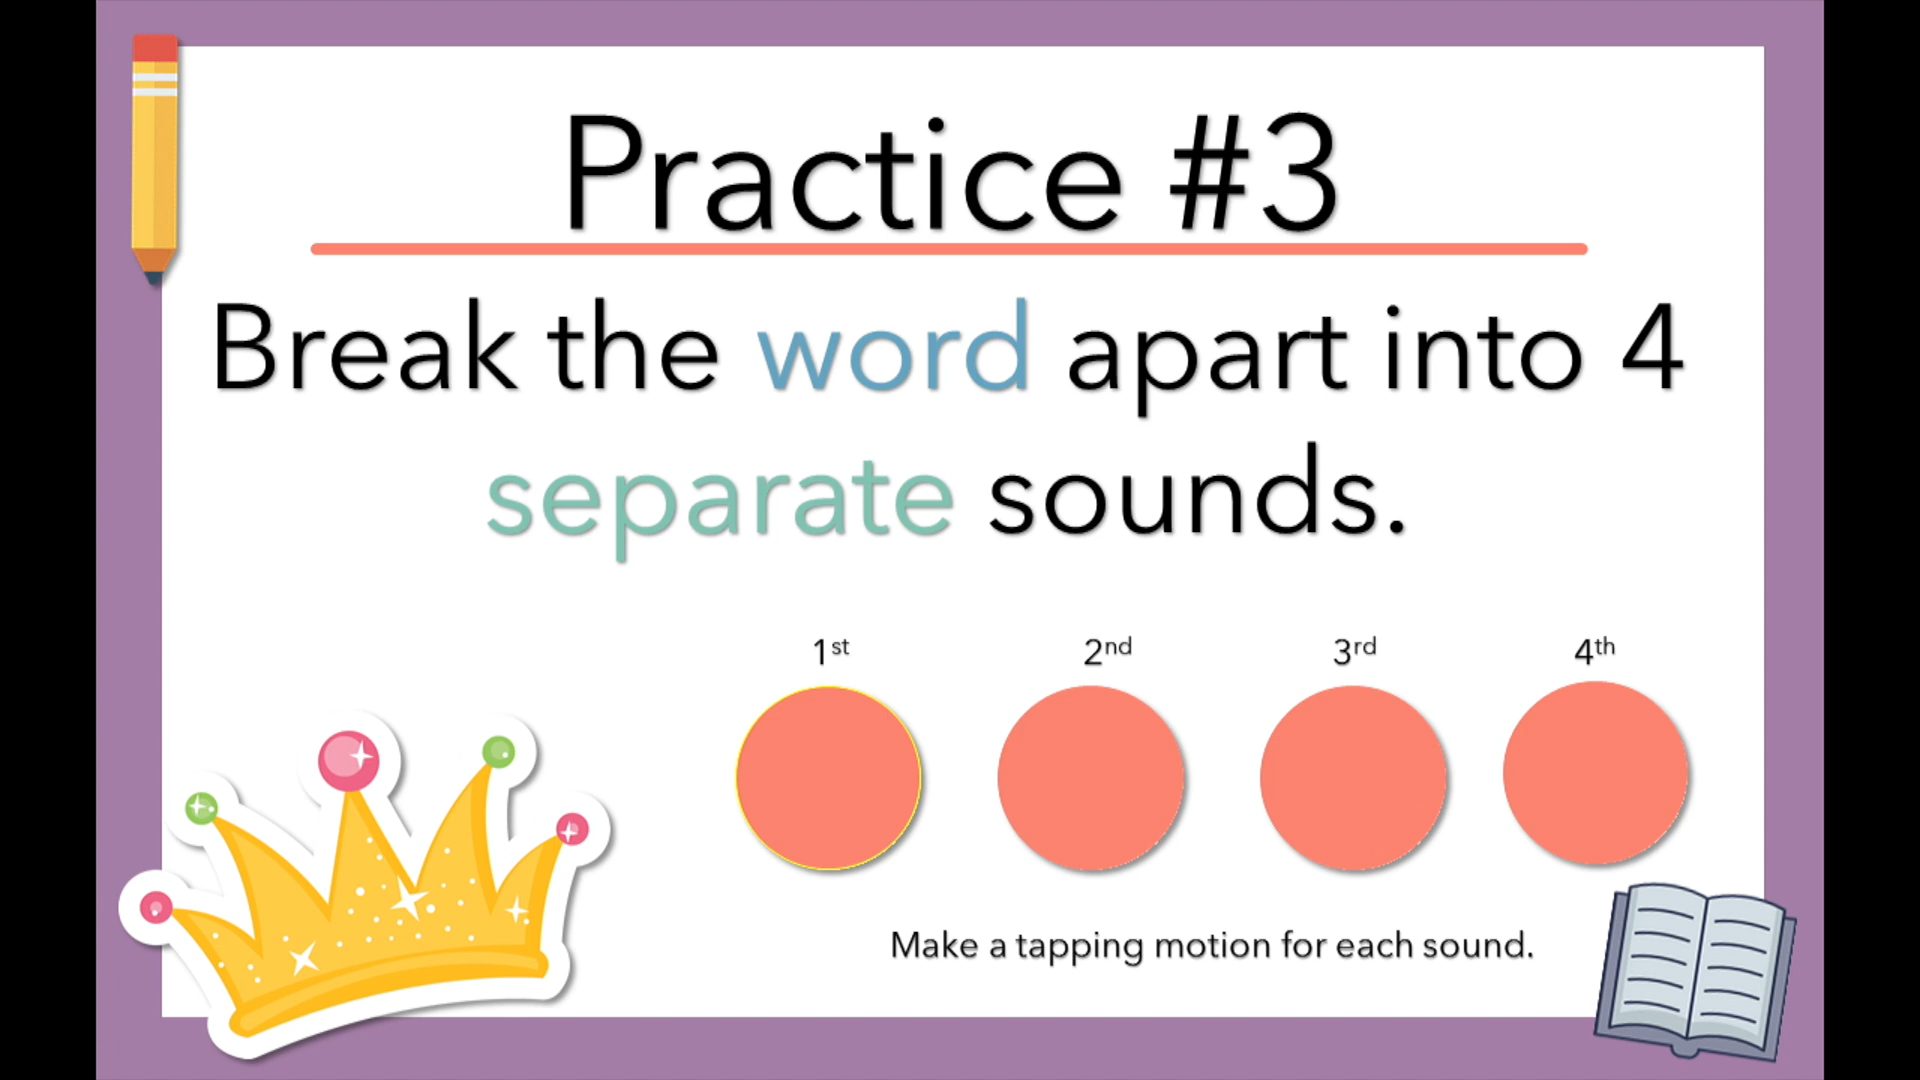 Practice #3
Break the word apart into 4
separate sounds.
1st 2nd 3rd 4th
Make a tapping motion for each sound.